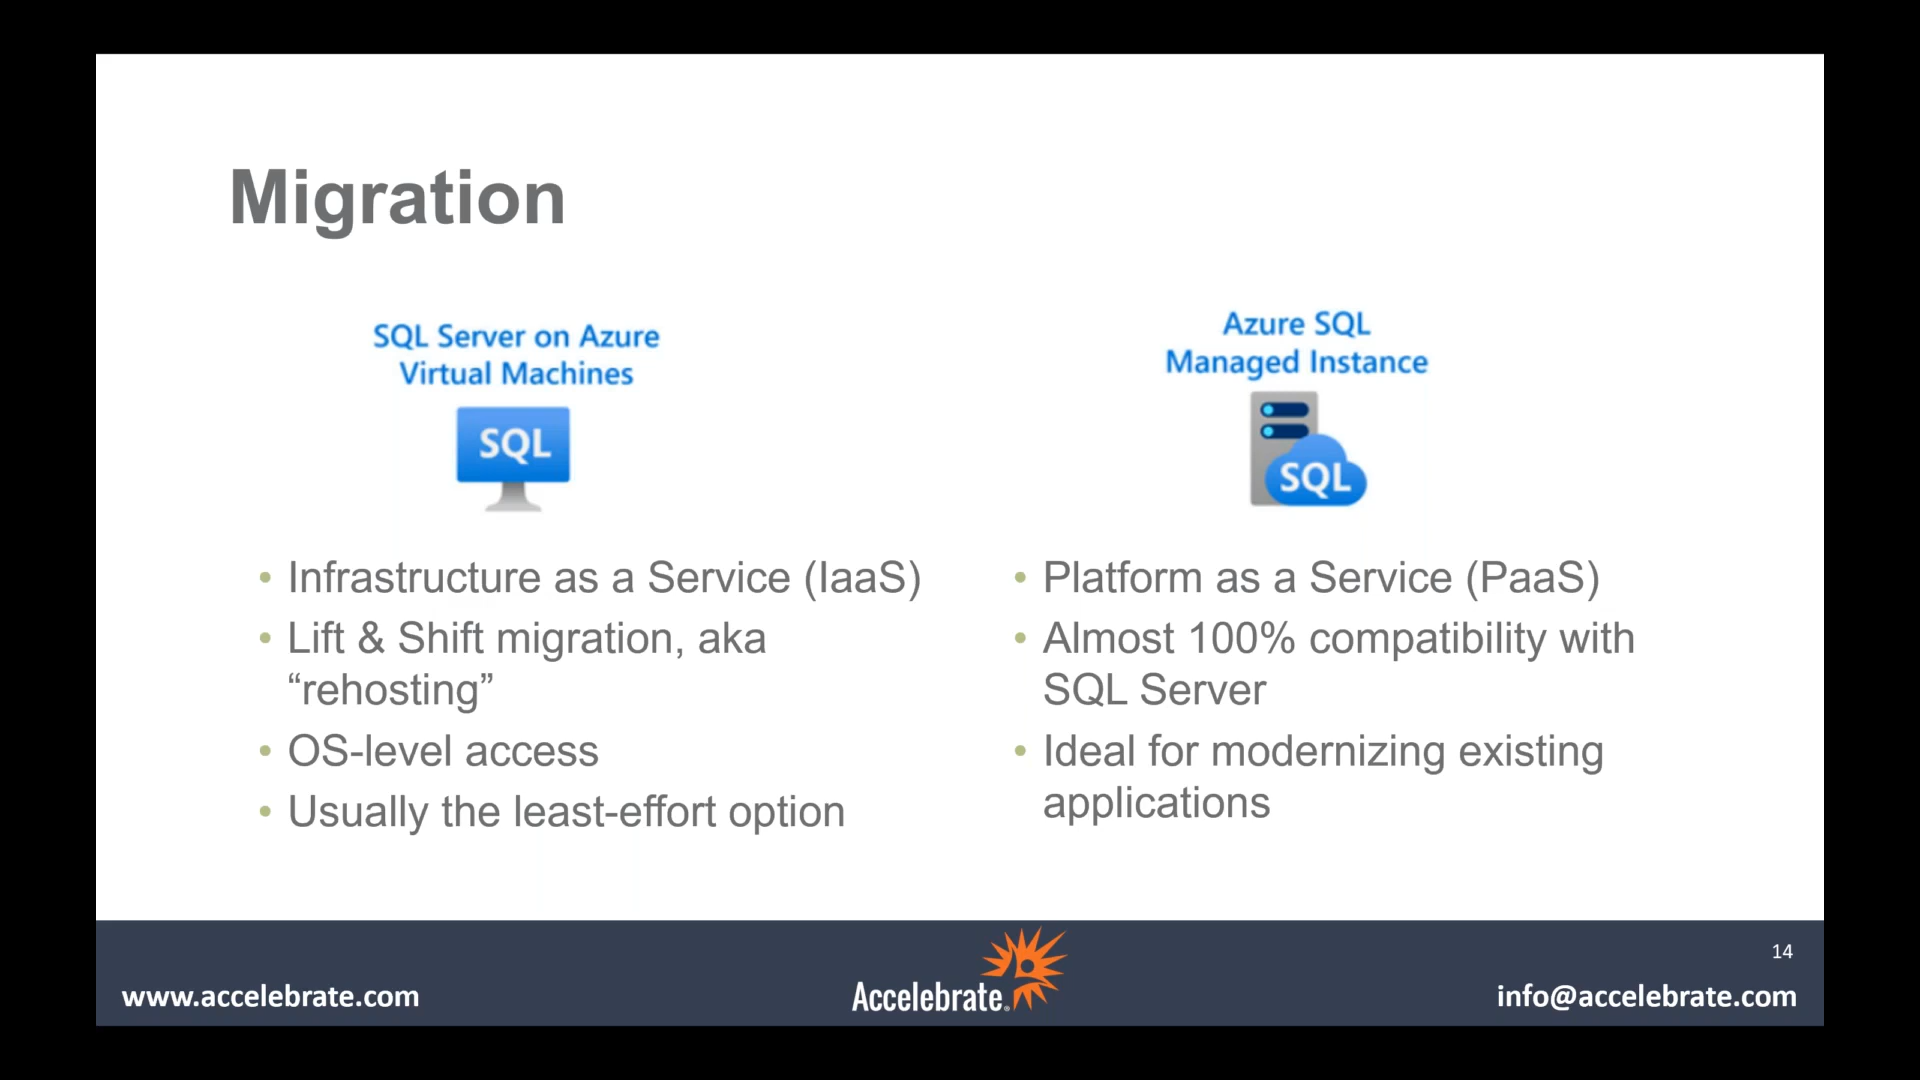 Migration
SQL Server on Azure
Virtual Machines
SQL
• Infrastructure as a Service (IaaS)
• Lift & Shift migration, aka
“rehosting”
• OS-level access
• Usually the least-effort option
Azure SQL
Managed Instance
SQL
• Platform as a Service (PaaS)
• Almost 100% compatibility with
SQL Server
• Ideal for modernizing existing
applications
www.accelebrate.com
Accelebrate®
14
info@accelebrate.com